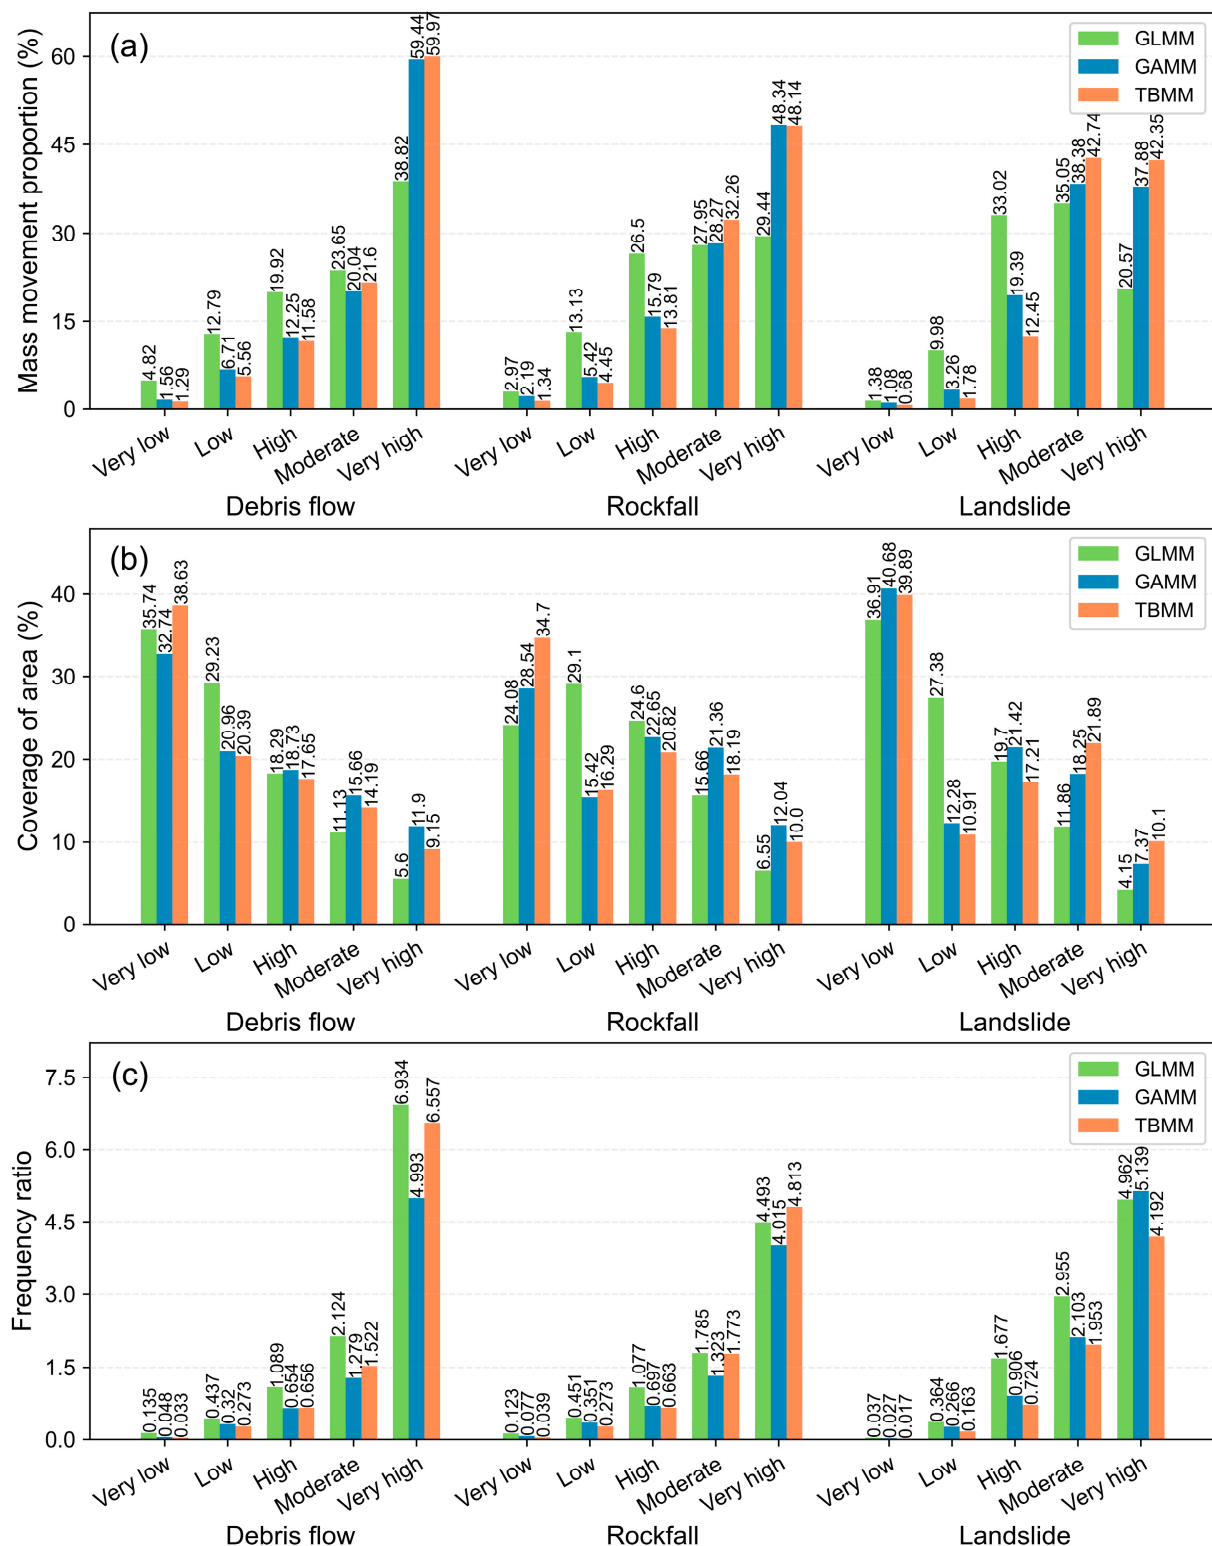 (a)
Mass movement proportion (%)
60
45
30
15
0
GLMM
GAMM
TBMM
4.82 1.56 1.29 12.79 6.71 5.56 19.92 12.25 11.58 23.65 20.04 21.6 38.82 59.44 59.97
2.97 2.19 1.34 13.13 5.42 4.45 26.5 15.79 13.81 27.95 28.27 32.26 29.44 48.34 48.14
1.38 1.08 0.68 9.98 3.26 1.78 33.02 19.39 12.45 35.05 38.38 42.74 20.57 37.88 42.35
Very low Low High Moderate Very high Very low Low High Moderate Very high Very low Low High Moderate Very high
Debris flow Rockfall Landslide
(b)
Coverage of area (%)
40
30
20
10
0
GLMM
GAMM
TBMM
35.74 32.74 38.63 29.23 20.96 20.39 18.29 18.73 17.65 11.13 15.66 14.19 5.6 11.9 9.15
24.08 28.54 34.7 29.1 15.42 16.29 24.6 22.65 20.82 15.66 21.36 18.19 6.55 12.04 10.0
36.91 40.68 39.89 27.38 12.28 10.91 19.7 21.42 17.21 11.86 18.25 21.89 4.15 7.37 10.1
Very low Low High Moderate Very high Very low Low High Moderate Very high Very low Low High Moderate Very high
Debris flow Rockfall Landslide
(c)
Frequency ratio
7.5
6.0
4.5
3.0
1.5
0.0
GLMM
GAMM
TBMM
0.135 0.048 0.033 0.437 0.32 0.273 1.089 0.654 0.656 2.124 1.279 1.522 6.934 4.993 6.557
0.123 0.077 0.039 0.451 0.351 0.273 1.077 0.697 0.663 1.785 1.323 1.773 4.493 4.015 4.813
0.037 0.027 0.017 0.364 0.266 0.163 1.677 0.906 0.724 2.955 2.103 1.953 4.962 5.139 4.192
Very low Low High Moderate Very high Very low Low High Moderate Very high Very low Low High Moderate Very high
Debris flow Rockfall Landslide